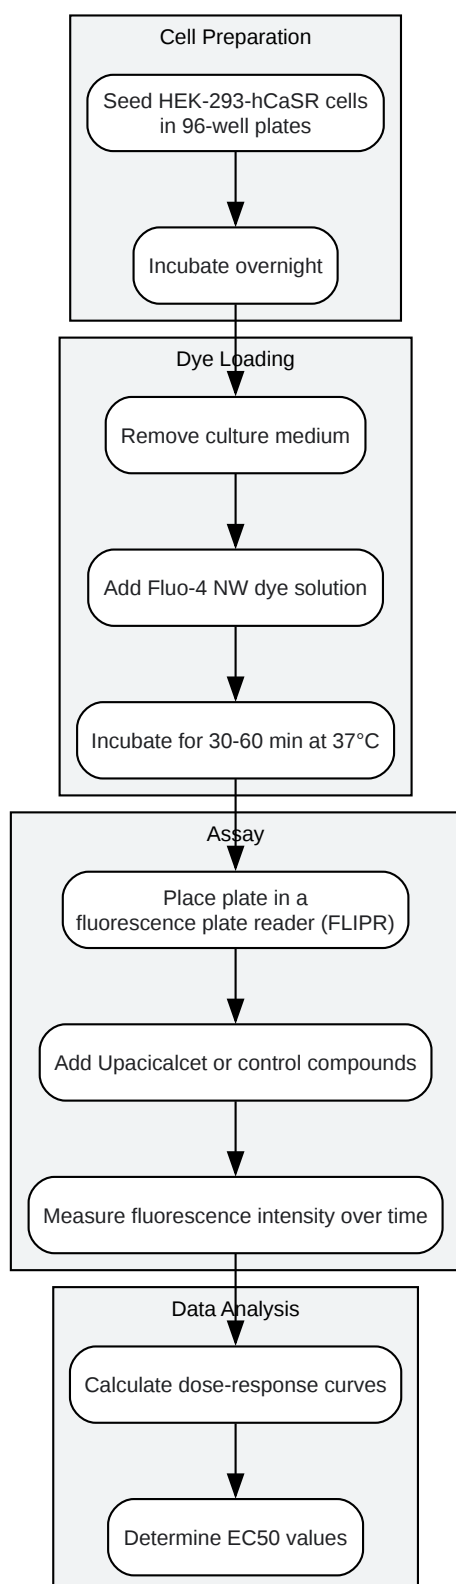 Cell Preparation
Seed HEK-293-hCaSR cells
in 96-well plates
Incubate overnight
Dye Loading
Remove culture medium
Add Fluo-4 NW dye solution
Incubate for 30-60 min at 37°C
Assay
Place plate in a
fluorescence plate reader (FLIPR)
Add Upacicalcet or control compounds
Measure fluorescence intensity over time
Data Analysis
Calculate dose-response curves
Determine EC50 values